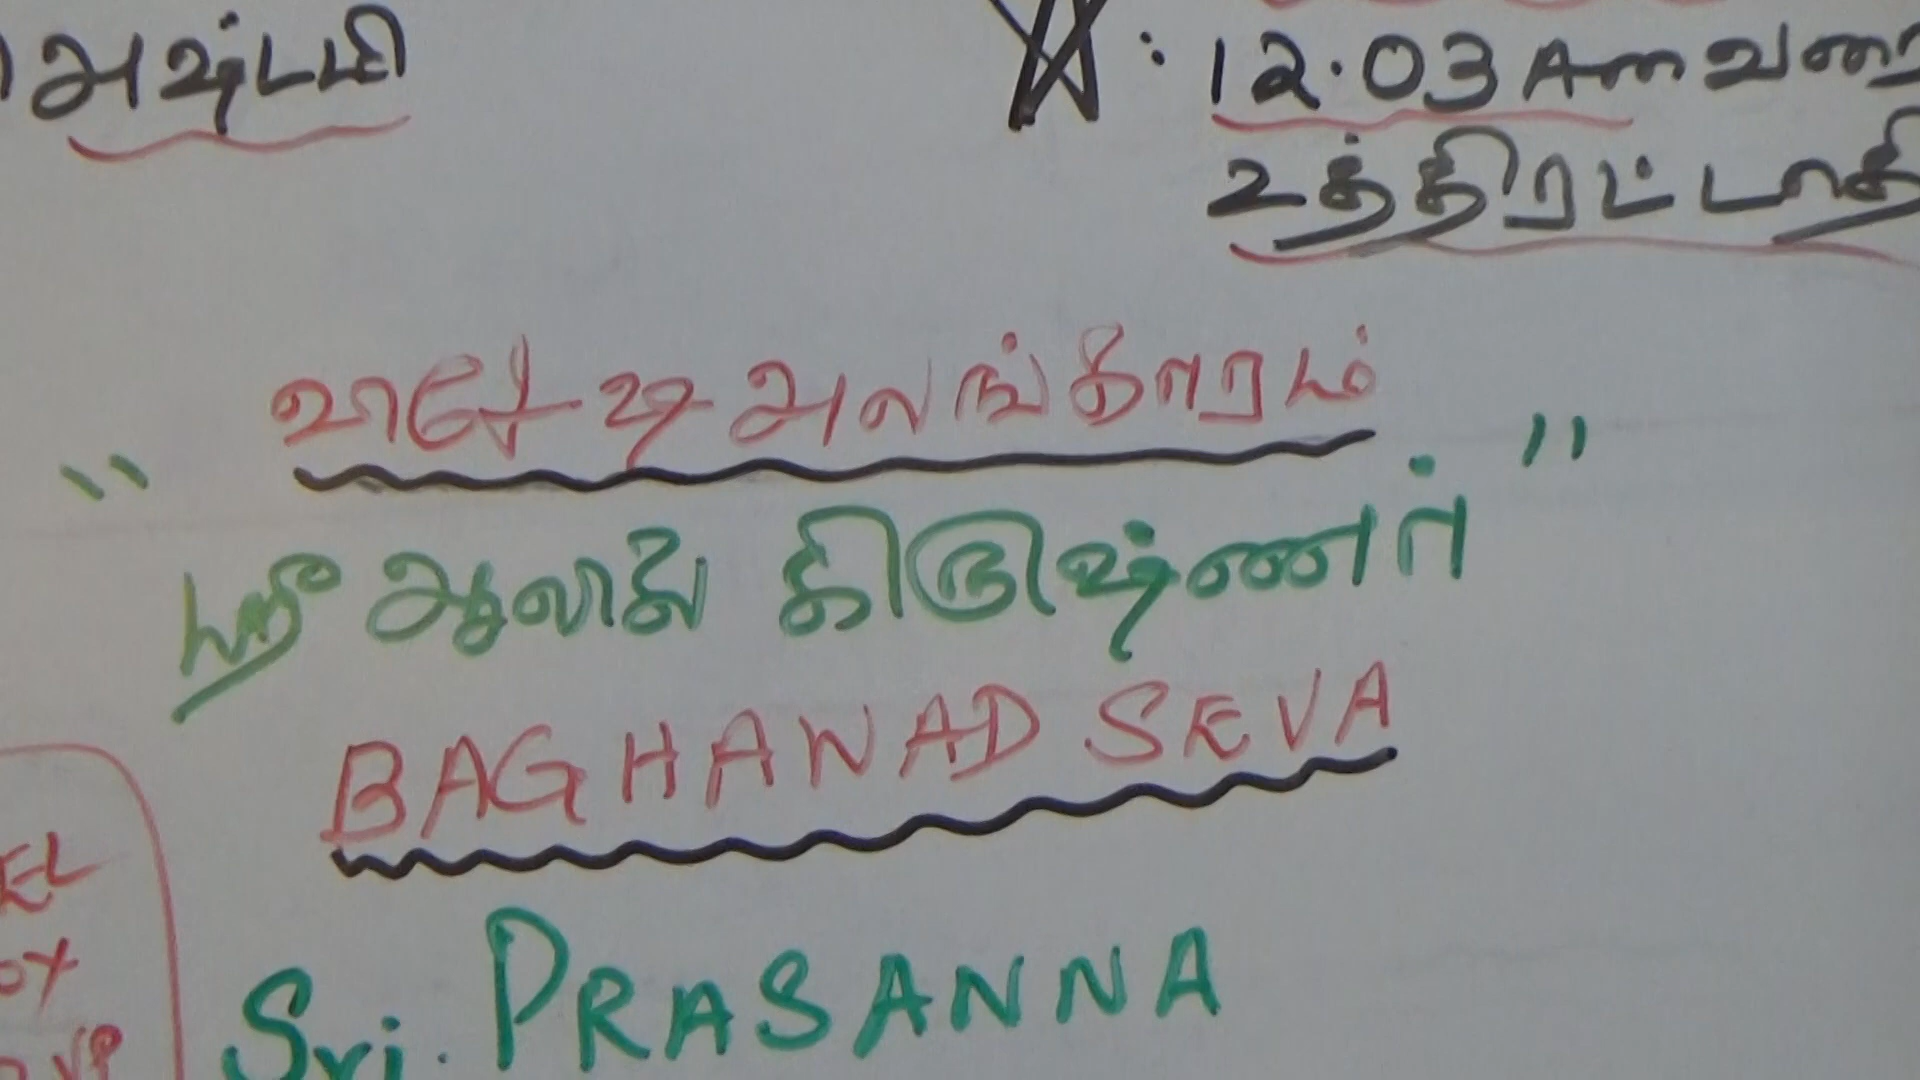 அஷ்டமி
: 12.03 Am வரை
உத்திரட்டாதி
அலங்காரம்
" ஸ்ரீ ஆலிங்க கிருஷ்ணர் "
BAGHAWAD SEVA
Sri. PRASANNA